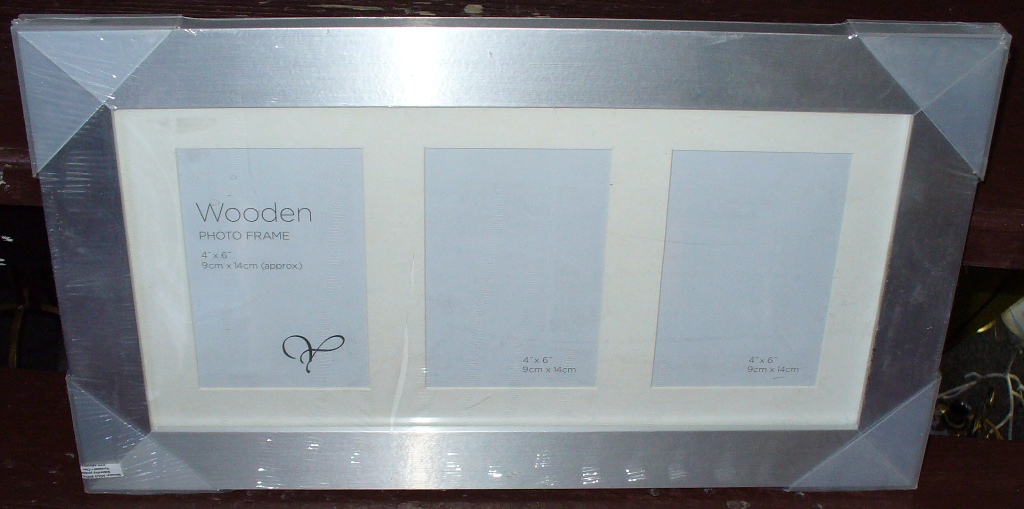 Wooden
PHOTO FRAME
4" x 6"
9cm x 14cm (approx.)
4" x 6"
9cm x 14cm
4" x 6"
9cm x 14cm